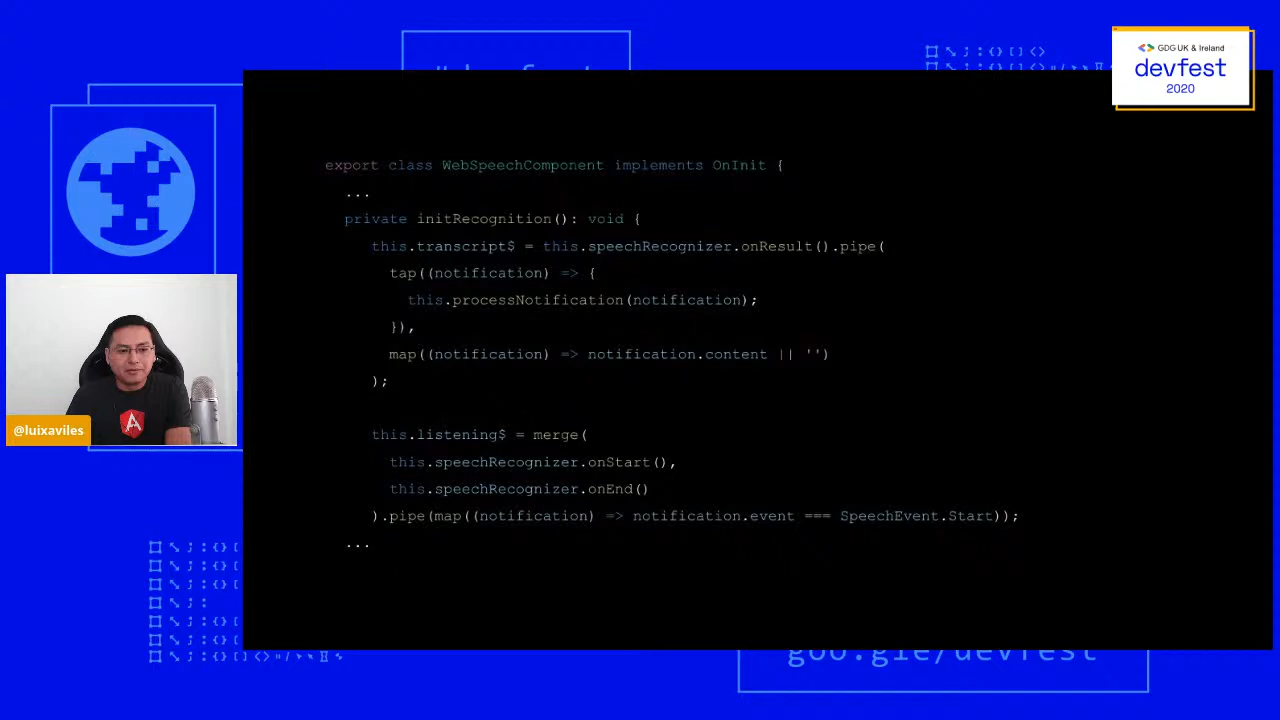 GDG UK & Ireland
devfest
2020
export class WebSpeechComponent implements OnInit {
...
private initRecognition(): void {
this.transcript$ = this.speechRecognizer.onResult().pipe(
tap((notification) => {
this.processNotification(notification);
}),
map((notification) => notification.content || '')
);
this.listening$ = merge(
this.speechRecognizer.onStart(),
this.speechRecognizer.onEnd()
).pipe(map((notification) => notification.event === SpeechEvent.Start));
...
@luixaviles
goo.gle/devfest